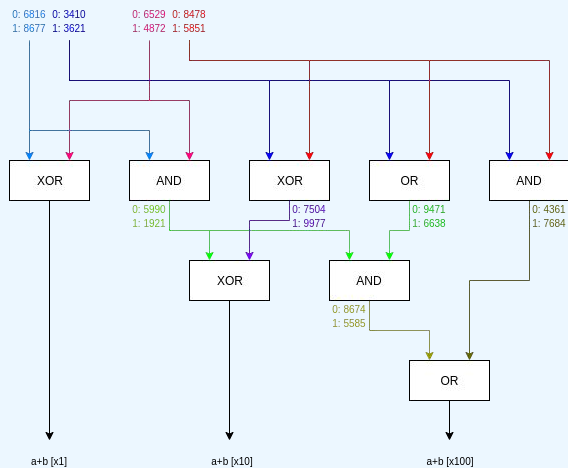 0: 6816 0: 3410 0: 6529 0: 8478
1: 8677 1: 3621 1: 4872 1: 5851
XOR AND XOR OR AND
0: 5990 0: 7504 0: 9471 0: 4361
1: 1921 1: 9977 1: 6638 1: 7684
XOR AND
0: 8674
1: 5585
OR
a+b [x1] a+b [x10] a+b [x100]